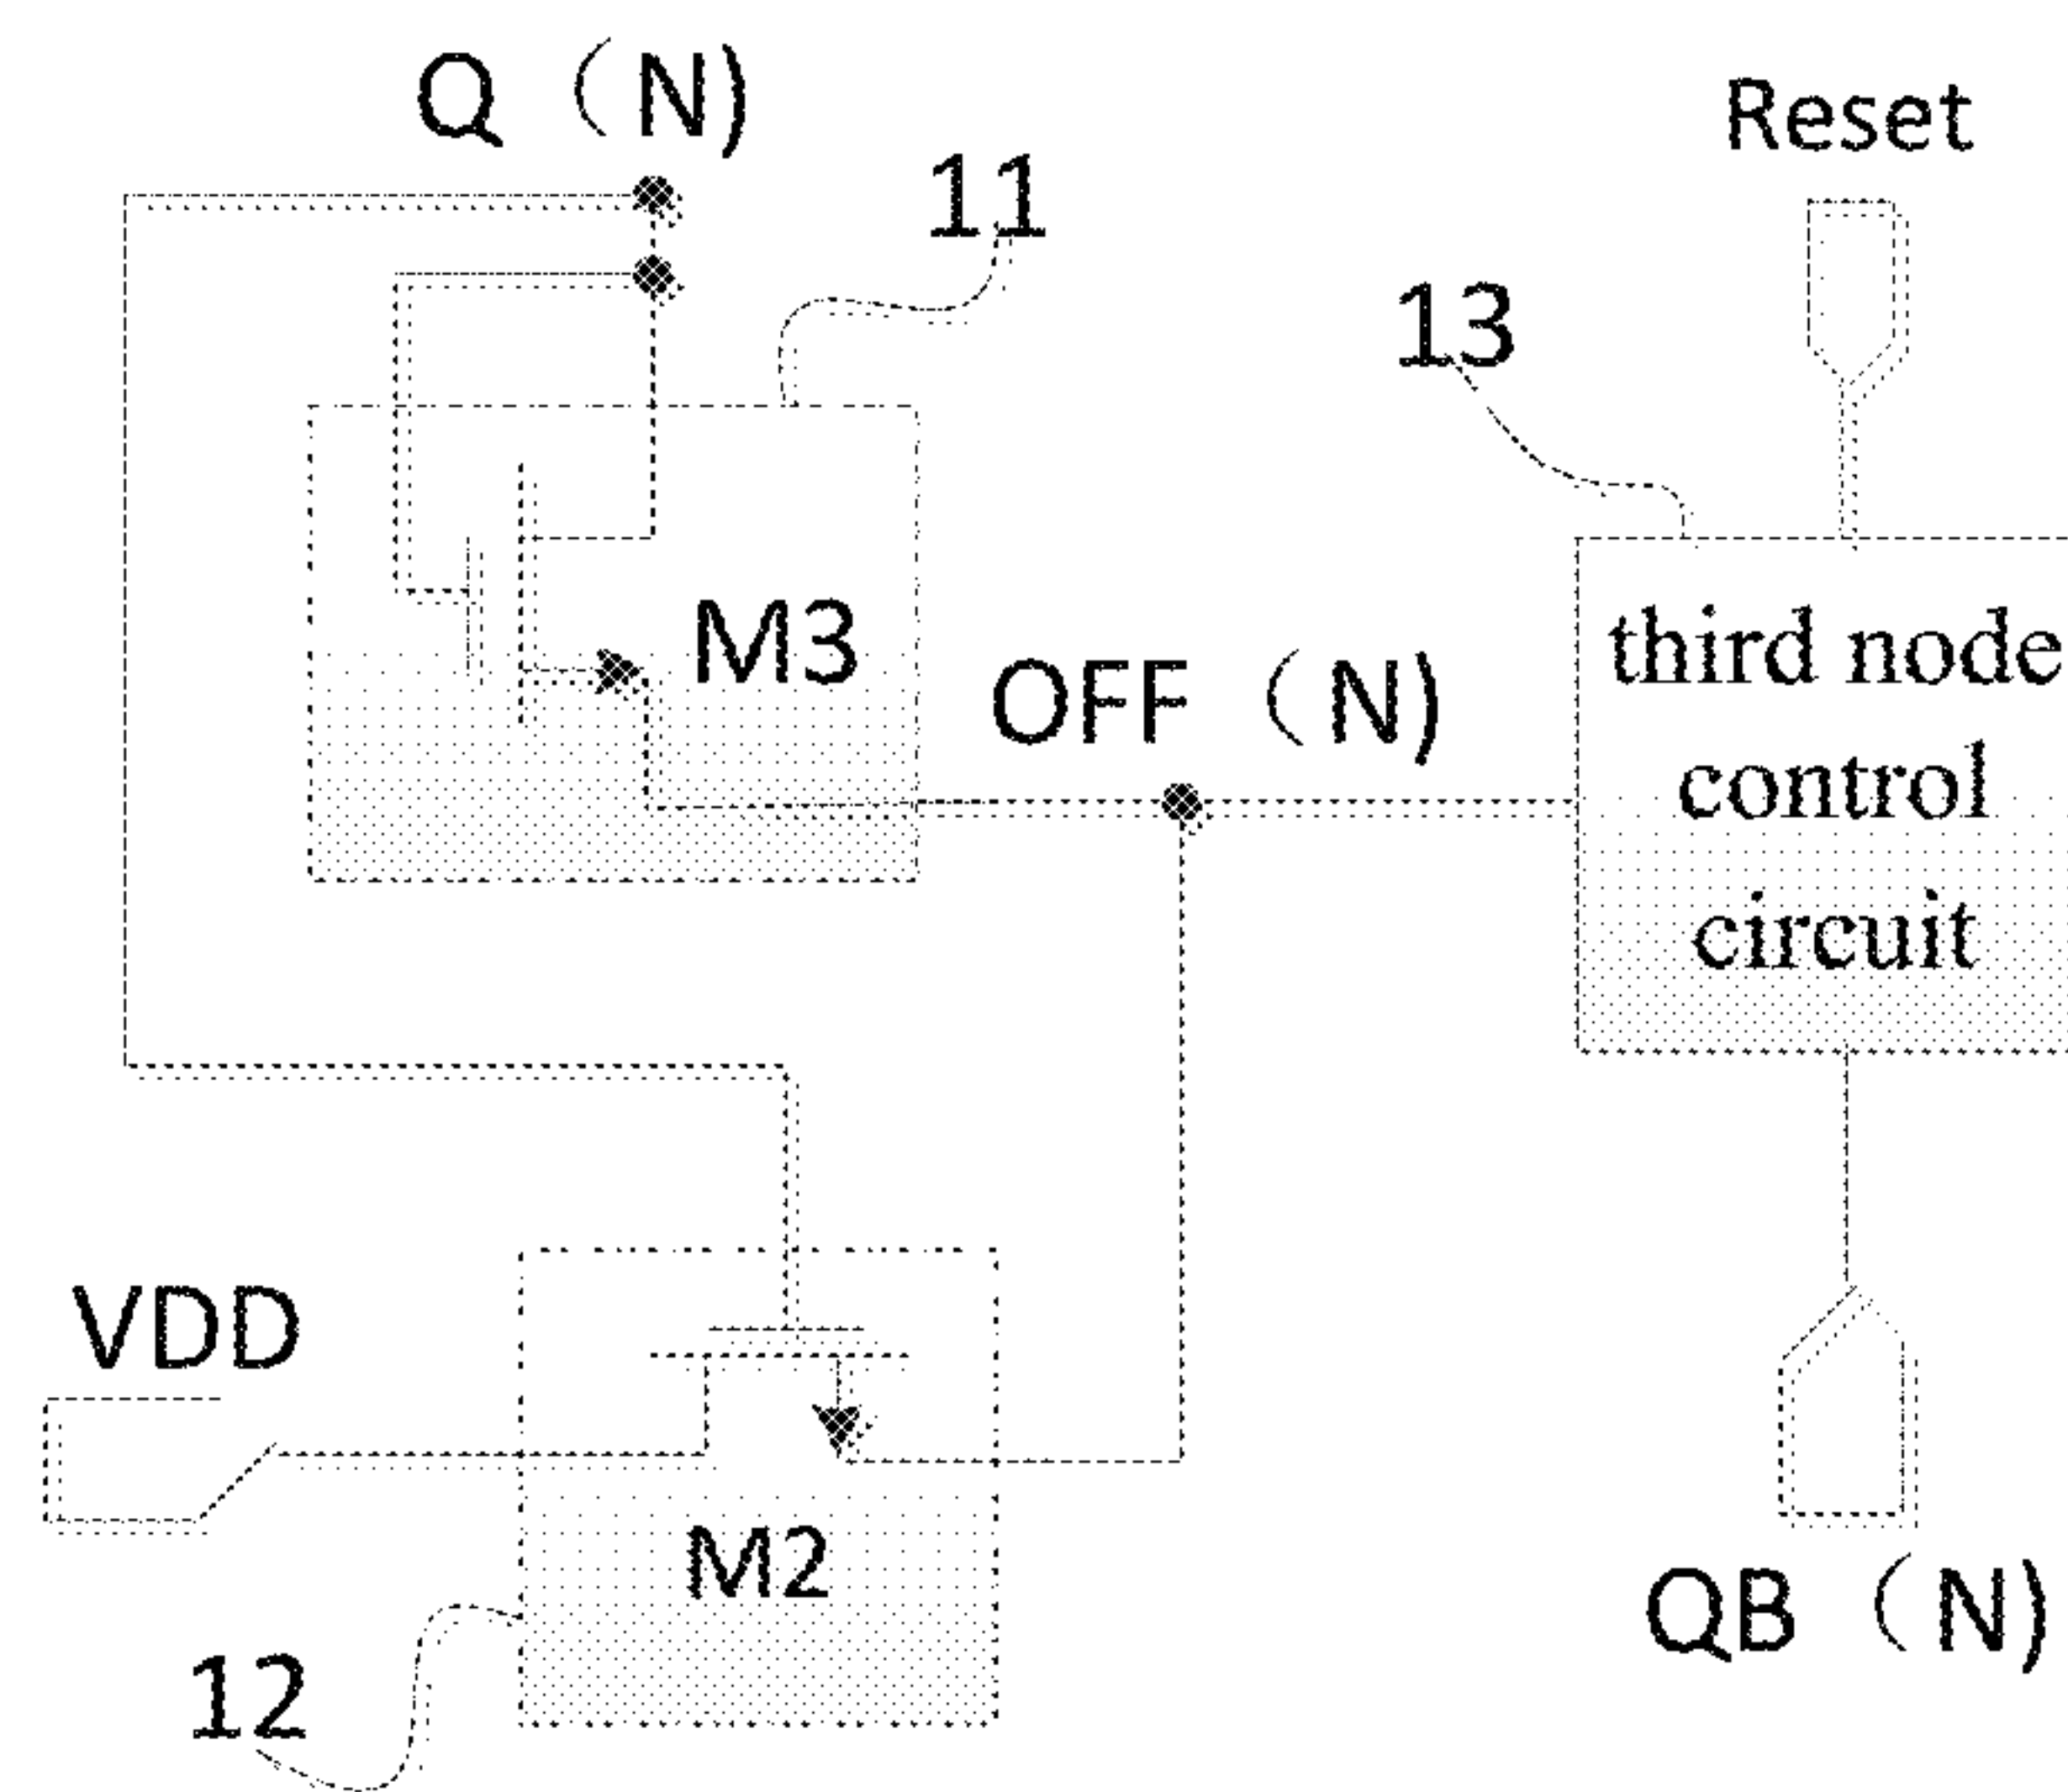 Q（N)
11
Reset
13
M3
OFF（N)
third node
control
circuit
VDD
M2
12
QB（N)